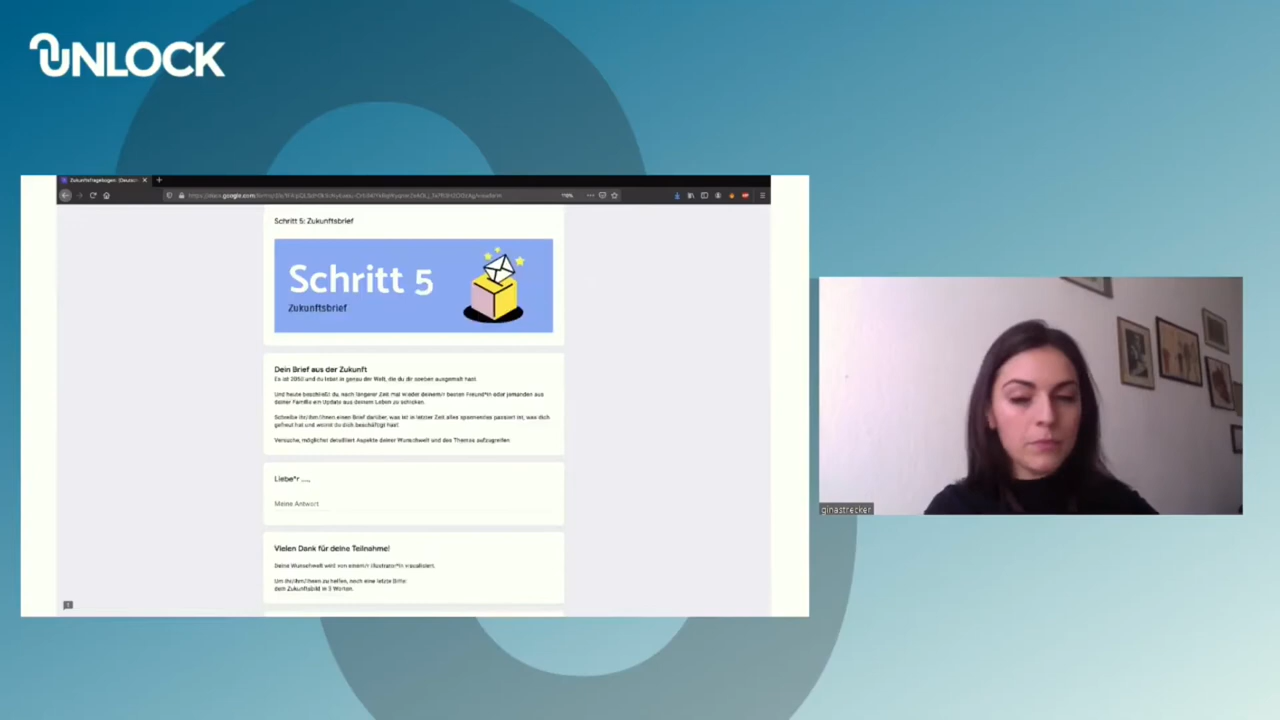 UNLOCK
Zukunftsfragebogen (Deutsch
Schritt 5: Zukunftsbrief
Schritt 5
Zukunftsbrief
Dein Brief aus der Zukunft
Es ist 2050 und du lebst in genau der Welt, die du dir soeben ausgemalt hast.
Und heute beschließt du, nach längerer Zeit mal wieder deinem/r besten Freund*in oder jemanden aus
deiner Familie ein Update aus deinem Leben zu schicken.
Schreibe ihr/ihm/ihnen einen Brief darüber, was ist in letzter Zeit alles spannendes passiert ist, was dich
gefreut hat und womit du dich beschäftigt hast.
Versuche, möglichst detailliert Aspekte deiner Wunschwelt und des Themas aufzugreifen
Liebe*r ....,
Meine Antwort
Vielen Dank für deine Teilnahme!
Deine Wunschwelt wird von einem/r Illustrator*in visualisiert.
Um ihr/ihm/ihnen zu helfen, noch eine letzte Bitte:
dein Zukunftsbild in 3 Worten.
ginastrecker